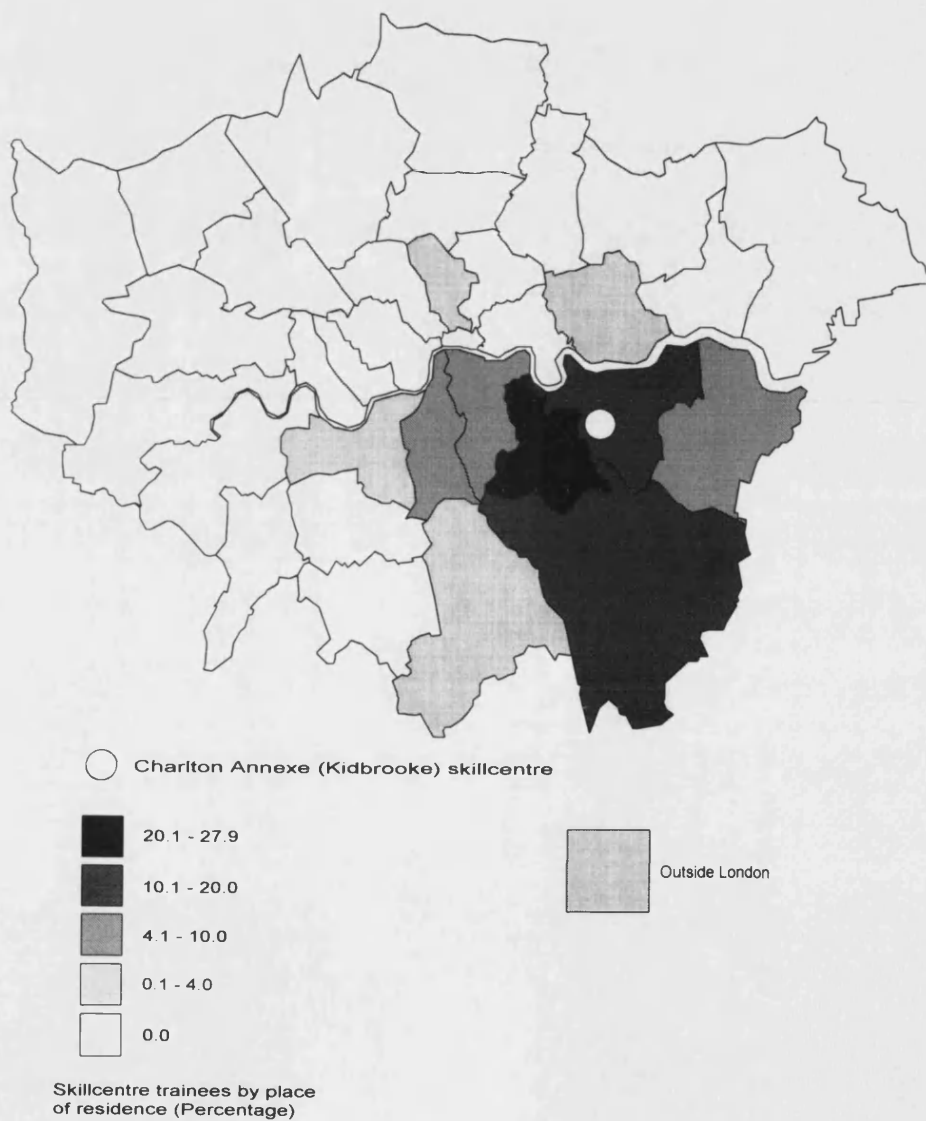 Charlton Annexe (Kidbrooke) skillcentre
20.1 - 27.9
10.1 - 20.0
4.1 - 10.0
0.1 - 4.0
0.0
Outside London
Skillcentre trainees by place
of residence (Percentage)